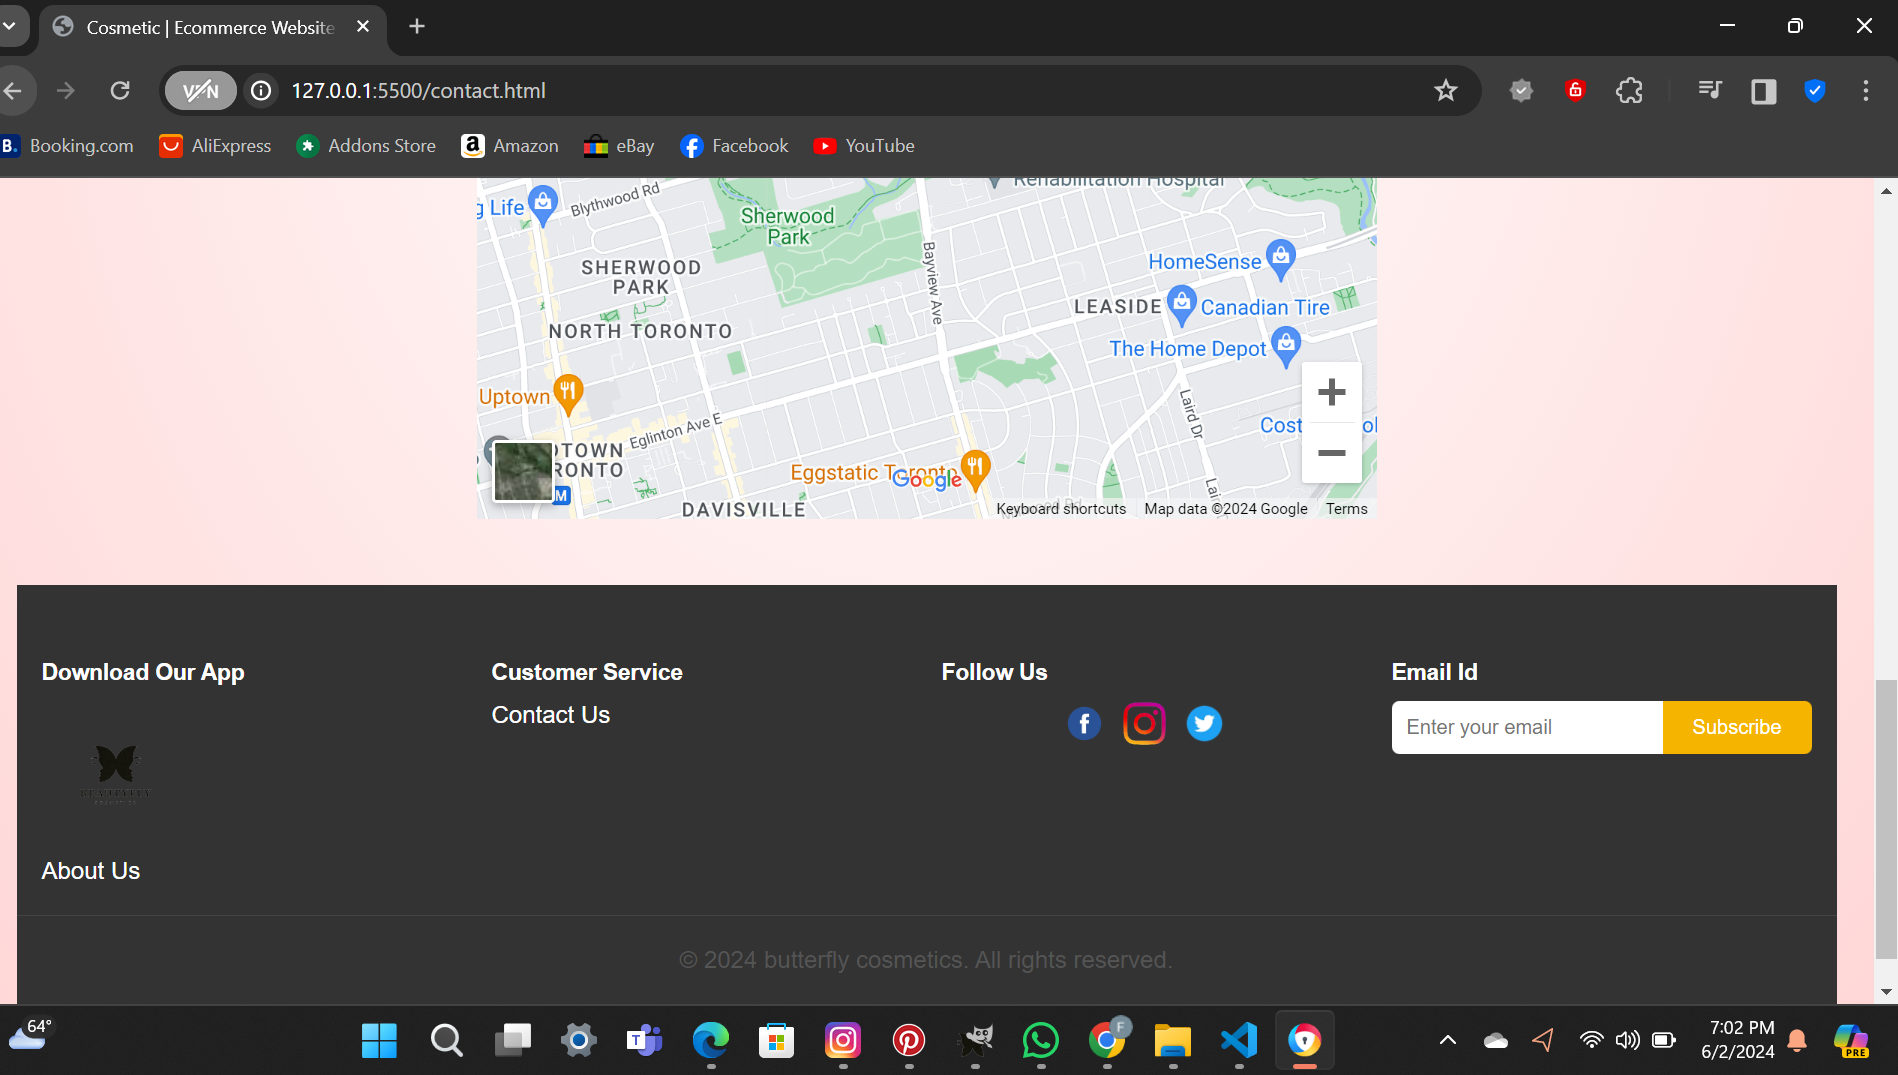 Cosmetic | Ecommerce Website
VPN
127.0.0.1:5500/contact.html
B. Booking.com
AliExpress
Addons Store
a Amazon
eBay
Facebook
YouTube
Rehabilitation Hospital
g Life
Blythwood Rd
Sherwood
Park
Bayview Ave
SHERWOOD
PARK
HomeSense
LEASIDE
Canadian Tire
NORTH TORONTO
The Home Depot
Uptown
Laird Dr
Eglinton Ave E
Cost
ol
DTOWN
RONTO
Eggstatic Toronto
Google
M
DAVISVILLE
Keyboard shortcuts
Map data ©2024 Google
Terms
Download Our App
Customer Service
Follow Us
Email Id
Contact Us
Enter your email
Subscribe
About Us
© 2024 butterfly cosmetics. All rights reserved.
64°
T
F
7:02 PM
6/2/2024
PRE